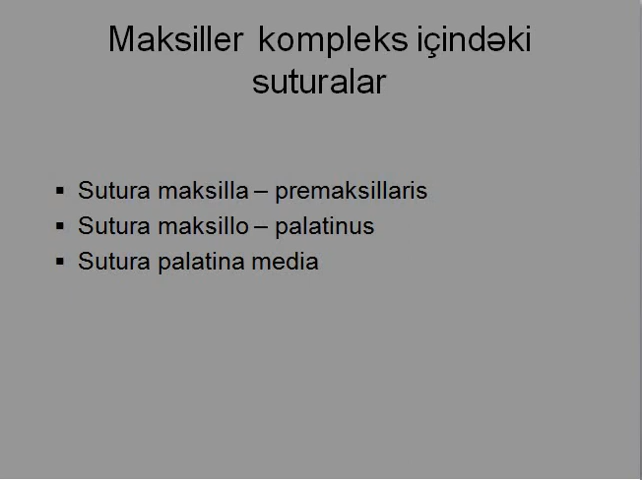 Maksiller kompleks içindəki
suturalar
▪ Sutura maksilla – premaksillaris
▪ Sutura maksillo – palatinus
▪ Sutura palatina media